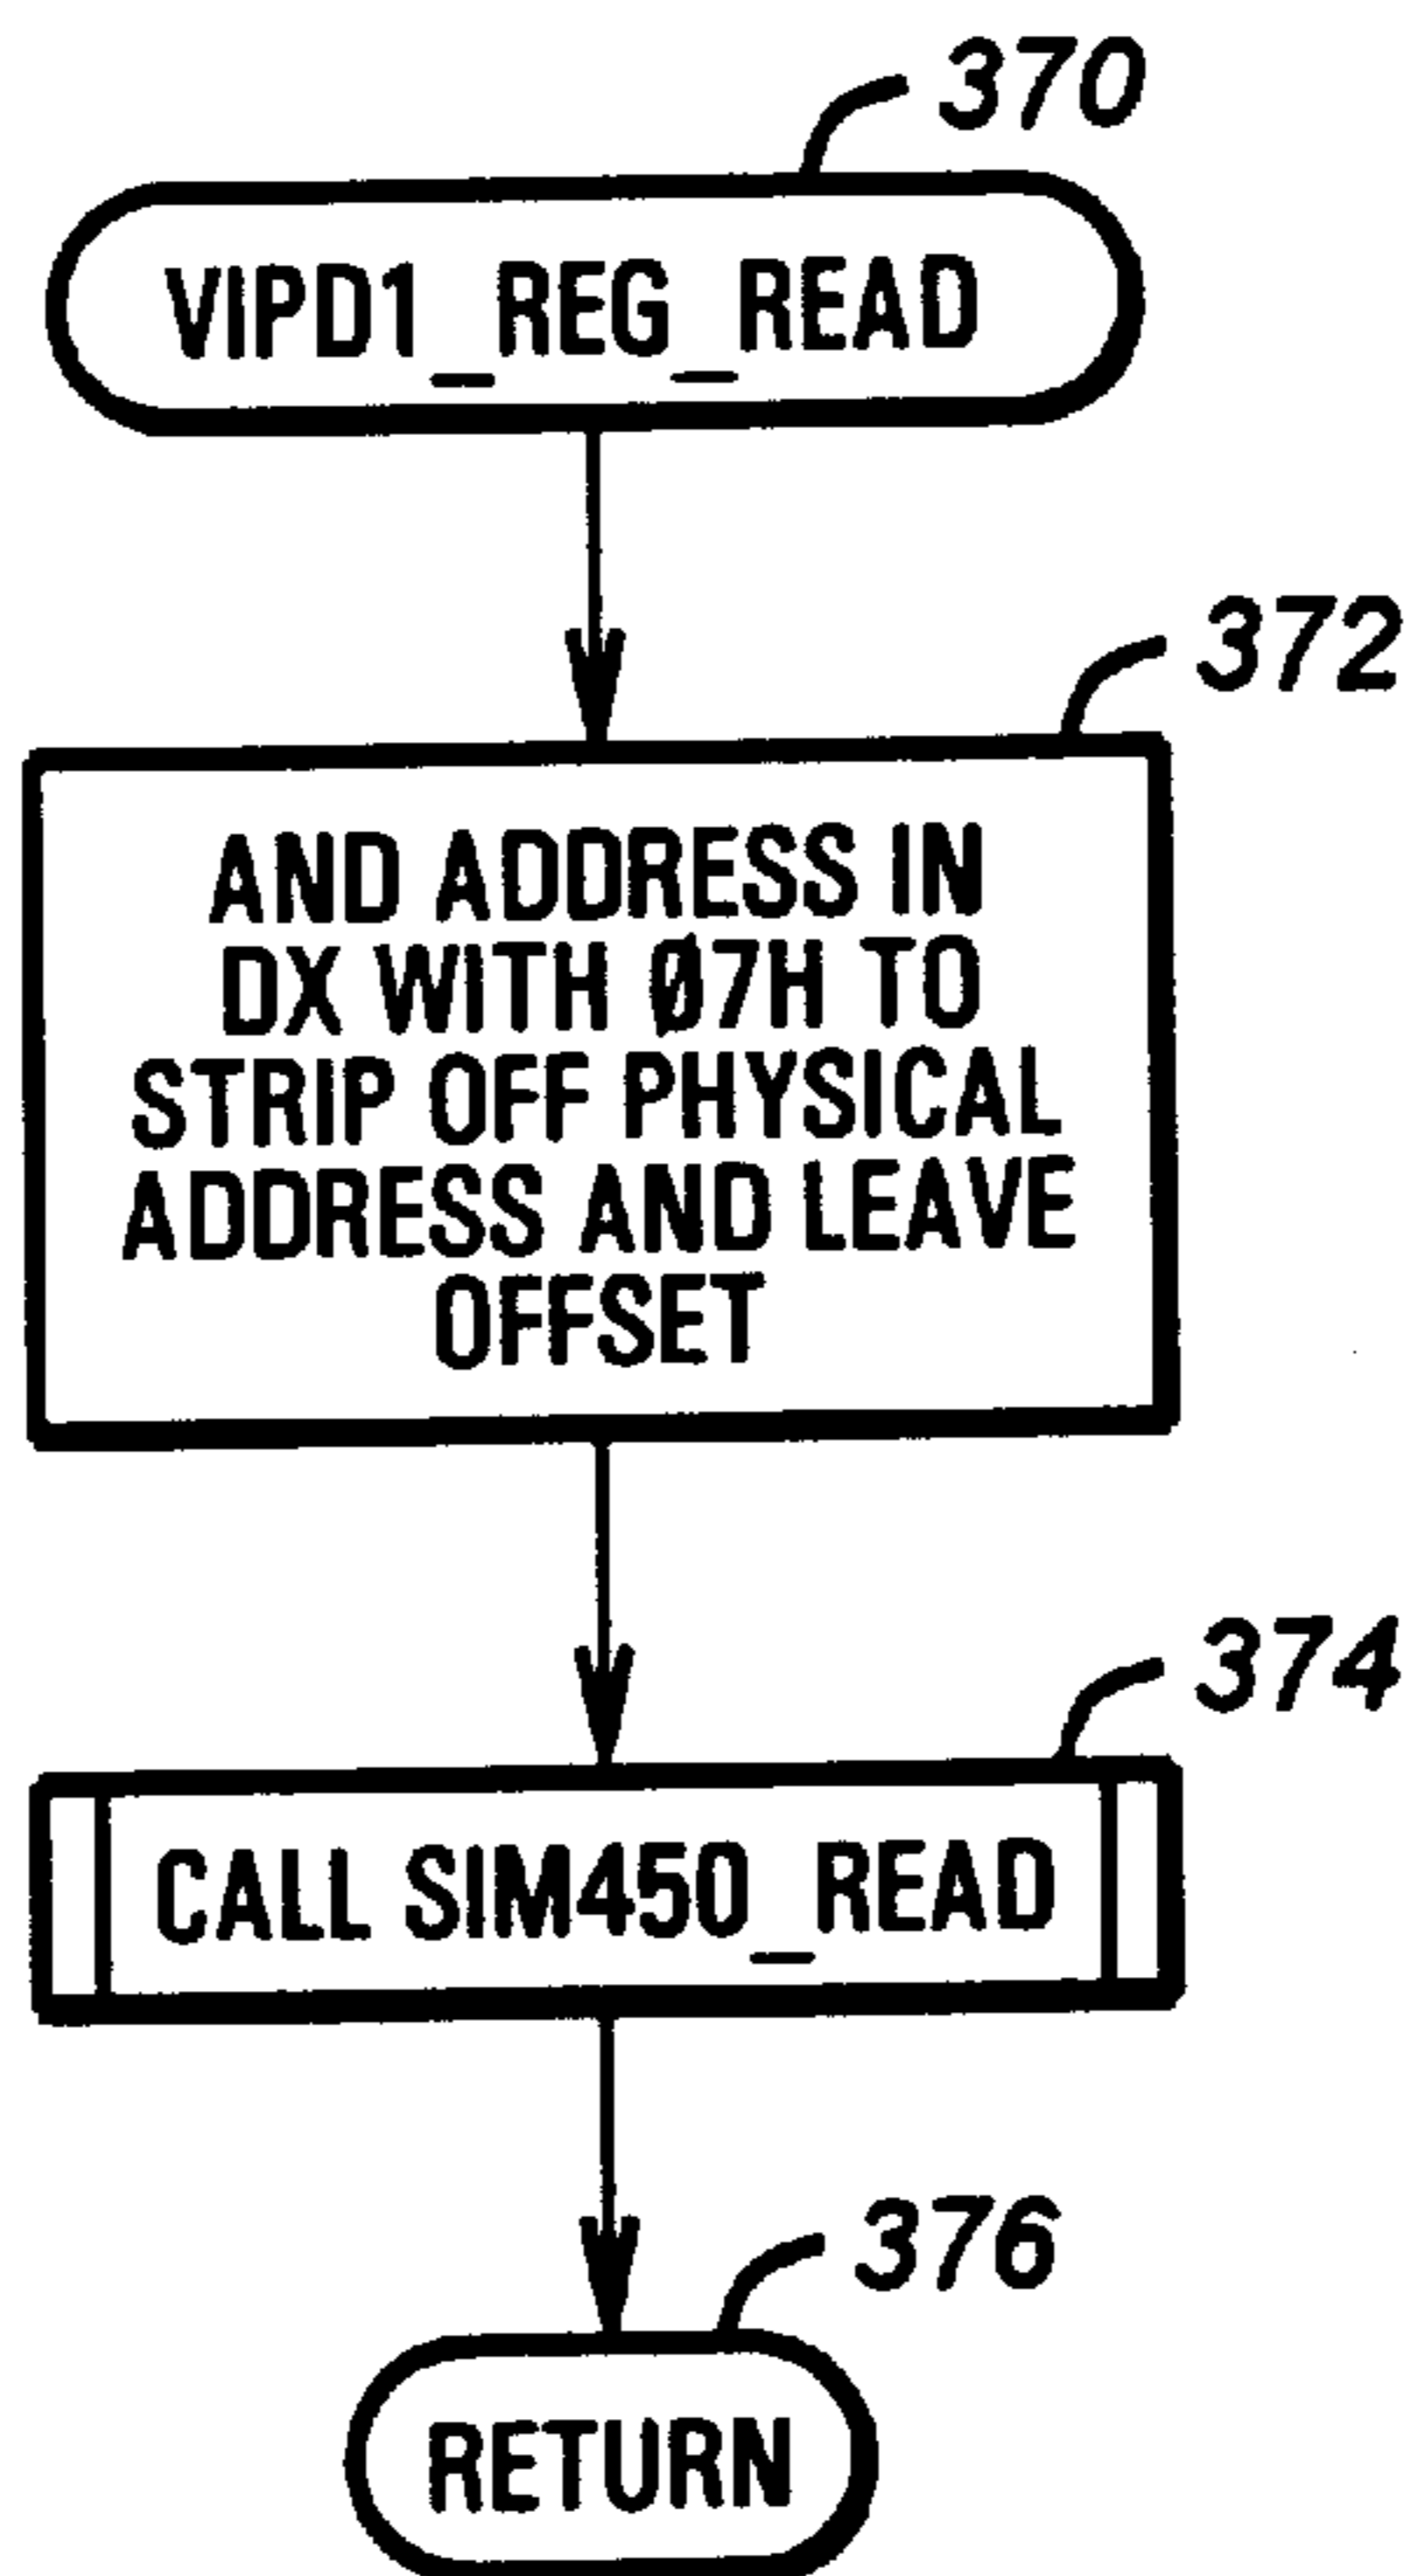 370
VIPD1_REG_READ
372
AND ADDRESS IN
DX WITH Ø7H TO
STRIP OFF PHYSICAL
ADDRESS AND LEAVE
OFFSET
374
CALL SIM450_READ
376
RETURN